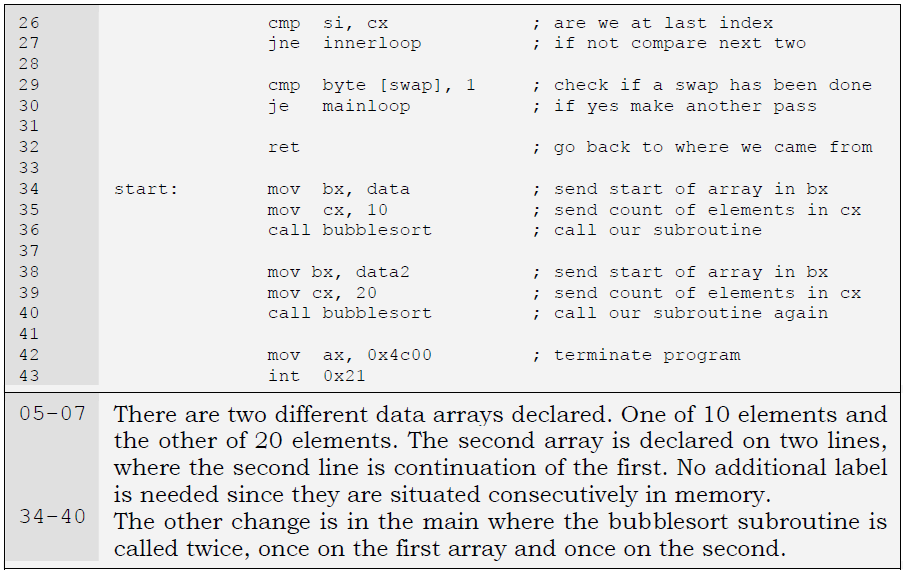 26 cmp si, cx ; are we at last index
27 jne innerloop ; if not compare next two
28
29 cmp byte [swap], 1 ; check if a swap has been done
30 je mainloop ; if yes make another pass
31
32 ret ; go back to where we came from
33
34 start: mov bx, data ; send start of array in bx
35 mov cx, 10 ; send count of elements in cx
36 call bubblesort ; call our subroutine
37
38 mov bx, data2 ; send start of array in bx
39 mov cx, 20 ; send count of elements in cx
40 call bubblesort ; call our subroutine again
41
42 mov ax, 0x4c00 ; terminate program
43 int 0x21
05-07 There are two different data arrays declared. One of 10 elements and
the other of 20 elements. The second array is declared on two lines,
where the second line is continuation of the first. No additional label
is needed since they are situated consecutively in memory.
34-40 The other change is in the main where the bubblesort subroutine is
called twice, once on the first array and once on the second.